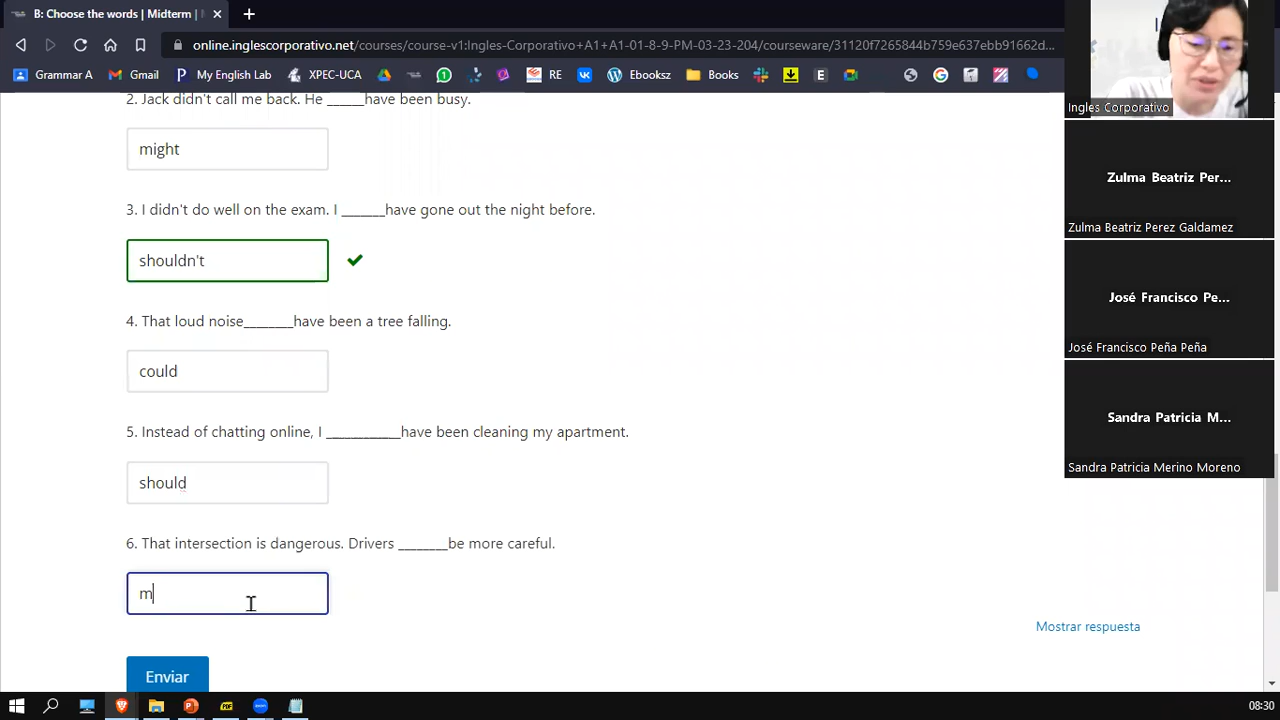 B: Choose the words | Midterm |
online.inglescorporativo.net/courses/course-v1:Ingles-Corporativo+A1+A1-01-8-9-PM-03-23-204/courseware/31120f7265844b759e637ebb91662d...
Grammar A
Gmail
My English Lab
XPEC-UCA
RE
WordPress Ebooksz
Books
2. Jack didn't call me back. He ______have been busy.
might
3. I didn't do well on the exam. I _______have gone out the night before.
shouldn't
4. That loud noise________have been a tree falling.
could
5. Instead of chatting online, I ____________have been cleaning my apartment.
should
6. That intersection is dangerous. Drivers ________be more careful.
m
Mostrar respuesta
Enviar
Ingles Corporativo
Zulma Beatriz Per...
Zulma Beatriz Perez Galdamez
José Francisco Pe...
José Francisco Peña Peña
Sandra Patricia M...
Sandra Patricia Merino Moreno
08:30